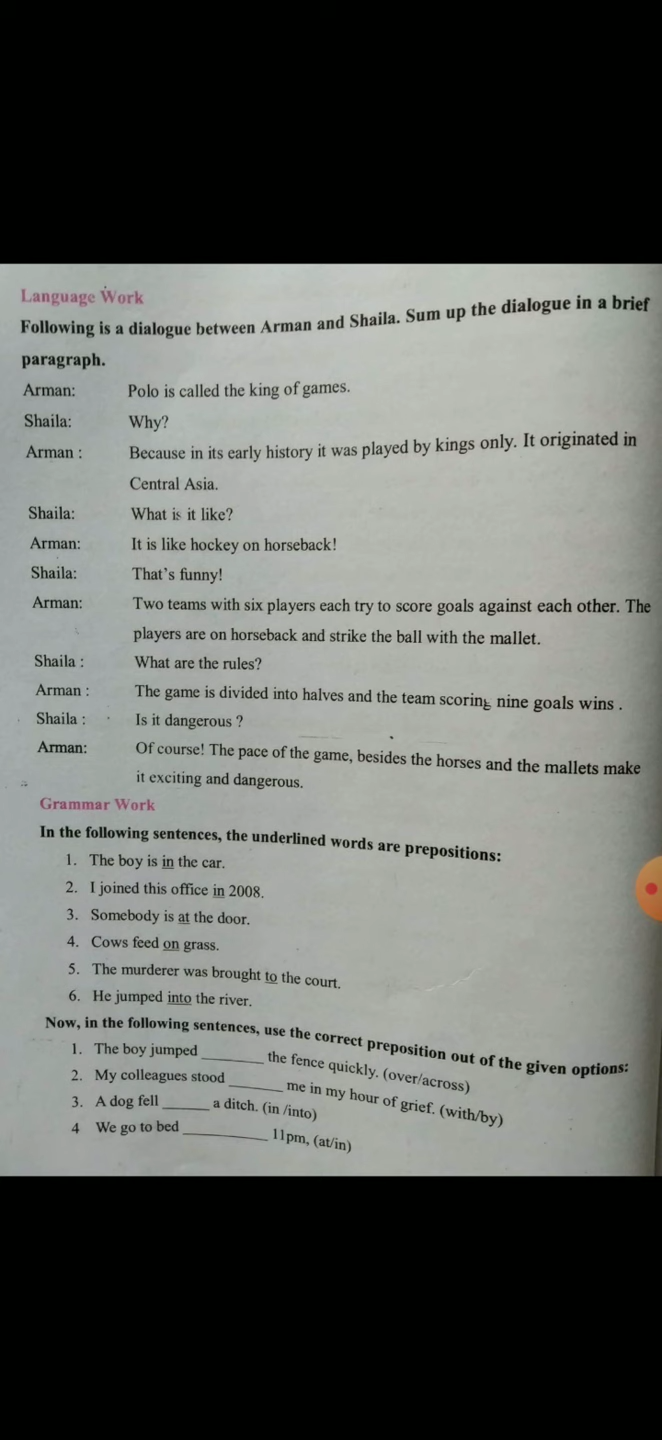 Language Work
Following is a dialogue between Arman and Shaila. Sum up the dialogue in a brief
paragraph.
Arman: Polo is called the king of games.
Shaila: Why?
Arman : Because in its early history it was played by kings only. It originated in
Central Asia.
Shaila: What is it like?
Arman: It is like hockey on horseback!
Shaila: That's funny!
Arman: Two teams with six players each try to score goals against each other. The
players are on horseback and strike the ball with the mallet.
Shaila : What are the rules?
Arman : The game is divided into halves and the team scoring nine goals wins .
Shaila : Is it dangerous ?
Arman: Of course! The pace of the game, besides the horses and the mallets make
it exciting and dangerous.
Grammar Work
In the following sentences, the underlined words are prepositions:
1. The boy is in the car.
2. I joined this office in 2008.
3. Somebody is at the door.
4. Cows feed on grass.
5. The murderer was brought to the court.
6. He jumped into the river.
Now, in the following sentences, use the correct preposition out of the given options:
1. The boy jumped ________ the fence quickly. (over/across)
2. My colleagues stood _______ me in my hour of grief. (with/by)
3. A dog fell ______ a ditch. (in /into)
4 We go to bed ___________ 11pm, (at/in)